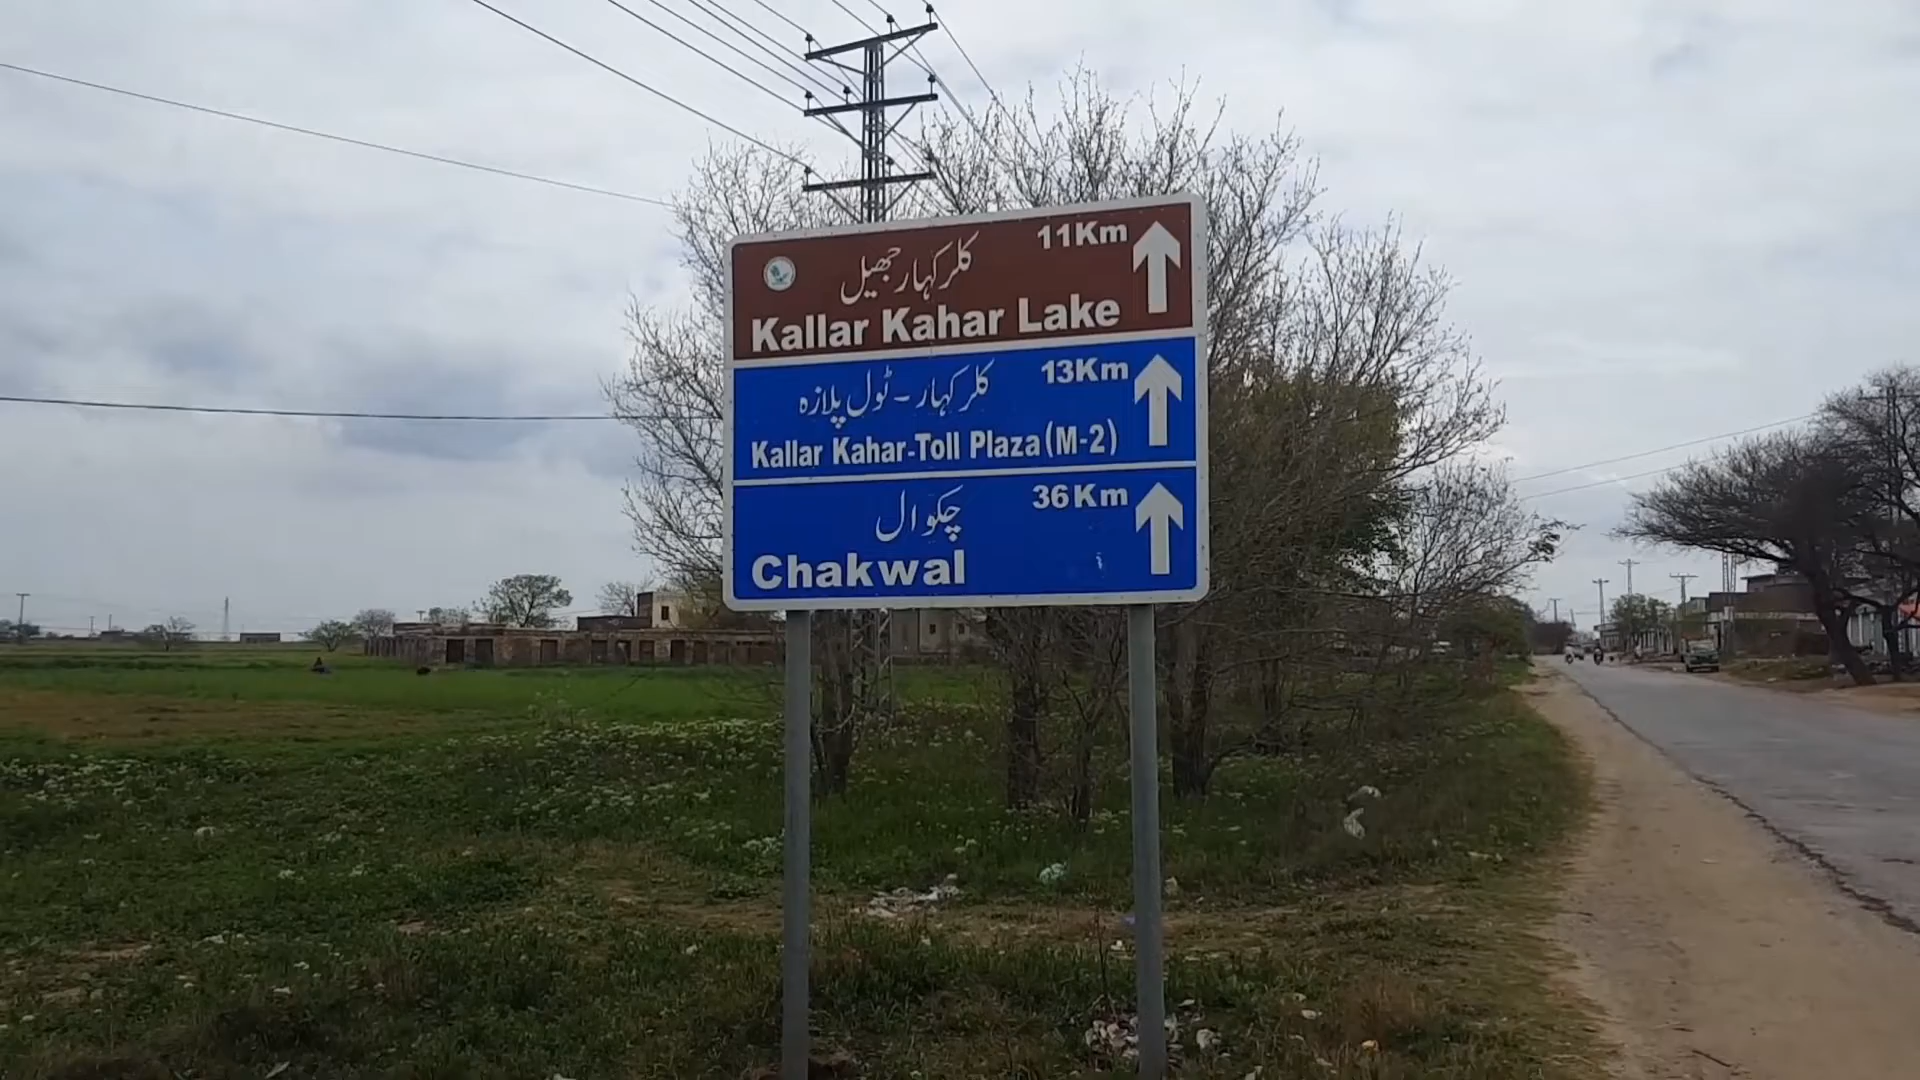 کلر کہار جھیل 11Km
Kallar Kahar Lake
کلر کہار - ٹول پلازہ 13Km
Kallar Kahar-Toll Plaza (M-2)
چکوال 36Km
Chakwal